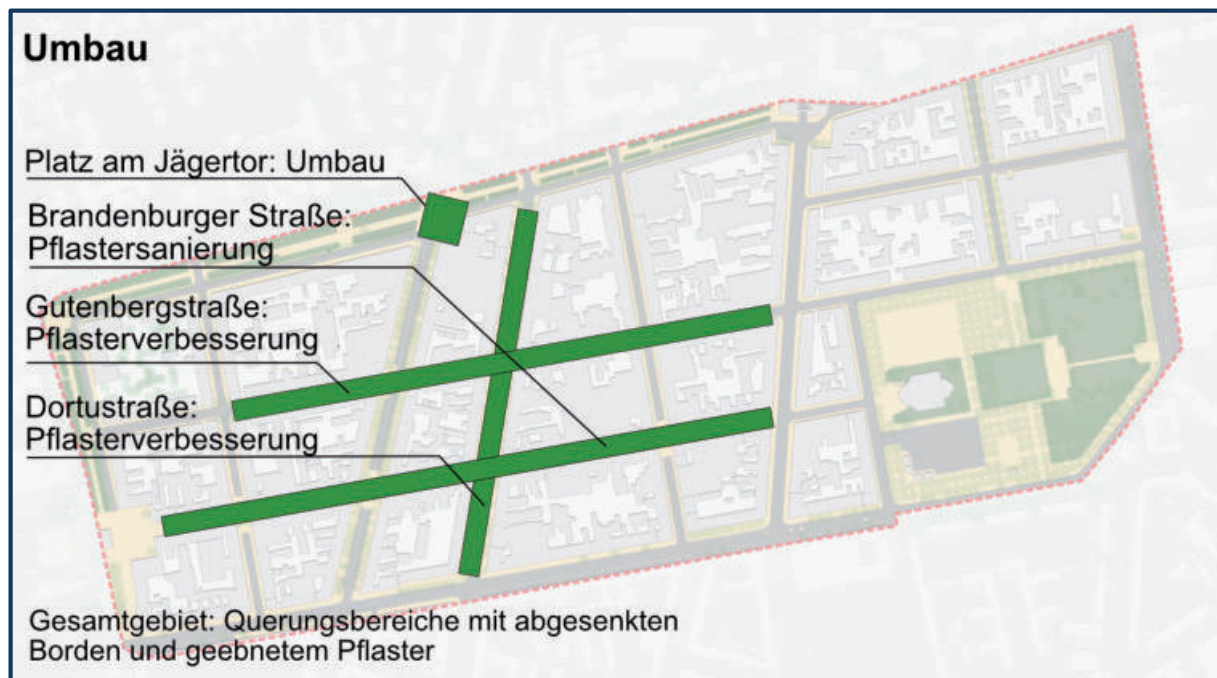 Umbau
Platz am Jägertor: Umbau
Brandenburger Straße:
Pflastersanierung
Gutenbergstraße:
Pflasterverbesserung
Dortustraße:
Pflasterverbesserung
Gesamtgebiet: Querungsbereiche mit abgesenkten
Borden und geebnetem Pflaster